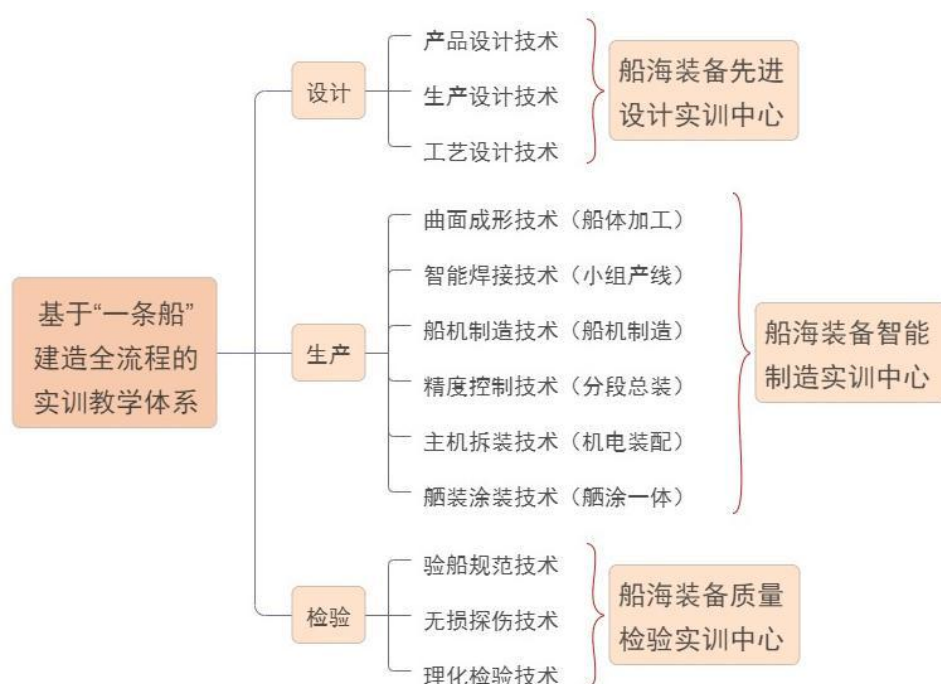 基于“一条船”
建造全流程的
实训教学体系
设计
产品设计技术
生产设计技术
工艺设计技术
船海装备先进
设计实训中心
生产
曲面成形技术（船体加工）
智能焊接技术（小组产线）
船机制造技术（船机制造）
精度控制技术（分段总装）
主机拆装技术（机电装配）
舾装涂装技术（舾涂一体）
船海装备智能
制造实训中心
检验
验船规范技术
无损探伤技术
理化检验技术
船海装备质量
检验实训中心